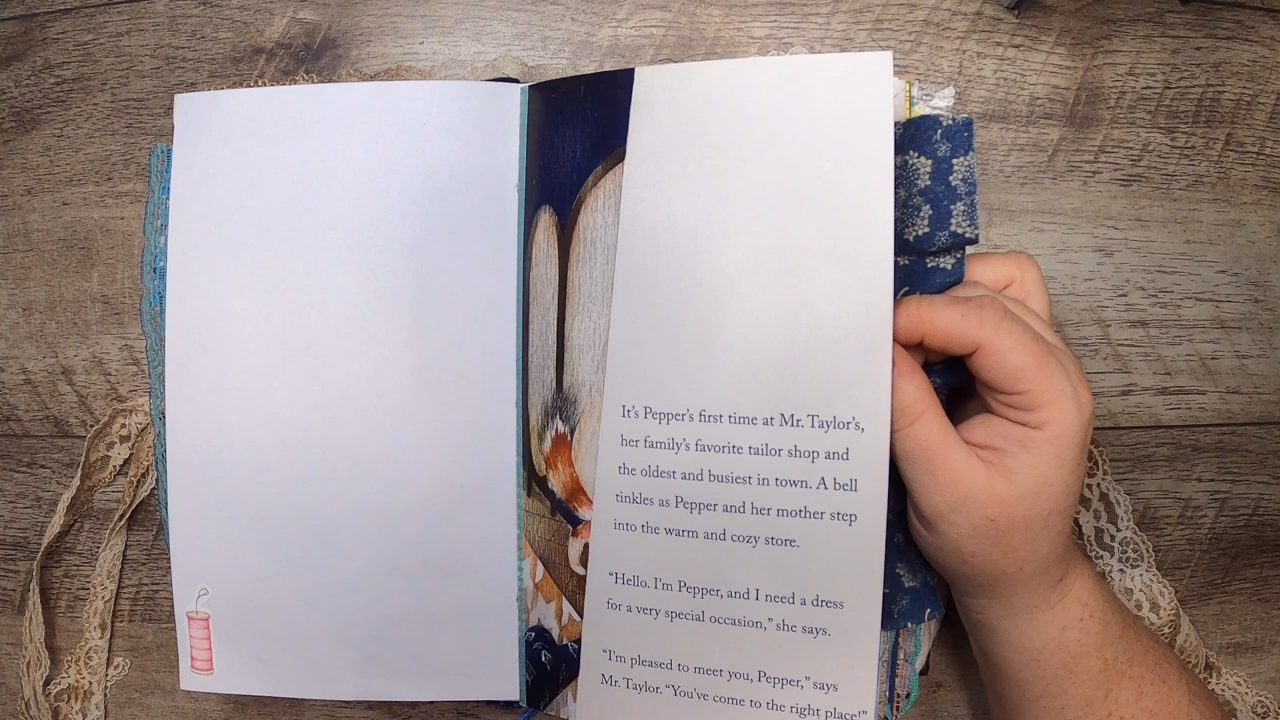 It's Pepper's first time at Mr. Taylor's,
her family's favorite tailor shop and
the oldest and busiest in town. A bell
tinkles as Pepper and her mother step
into the warm and cozy store.
“Hello. I'm Pepper, and I need a dress
for a very special occasion,” she says.
“I'm pleased to meet you, Pepper,” says
Mr. Taylor. “You've come to the right place!”